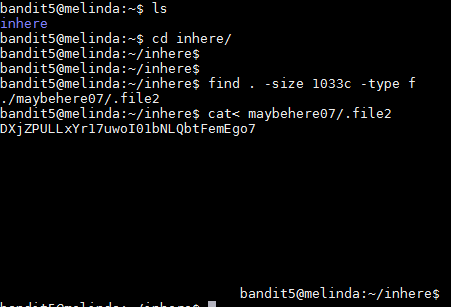 bandit5@melinda:~$ ls
inhere
bandit5@melinda:~$ cd inhere/
bandit5@melinda:~/inhere$
bandit5@melinda:~/inhere$
bandit5@melinda:~/inhere$ find . -size 1033c -type f
./maybehere07/.file2
bandit5@melinda:~/inhere$ cat< maybehere07/.file2
DXjZPULLxYr17uwoI01bNLQbtFemEgo7
bandit5@melinda:~/inhere$
bandit5@melinda:~/inhere$